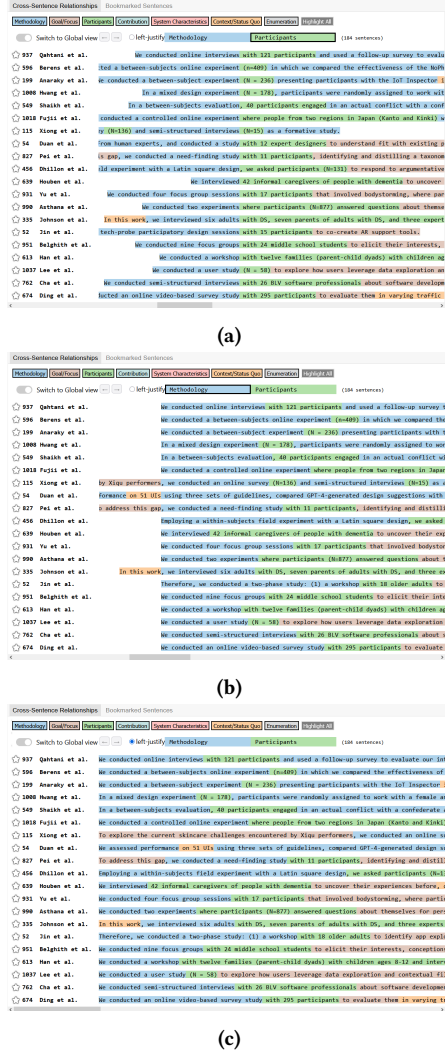 Cross-Sentence Relationships Bookmarked Sentences
Methodology Goal/Focus Participants Contribution System Characteristics Context/Status Quo Enumeration Highlight All
Switch to Global view ← → left-justify Methodology Participants (184 sentences)
937 Qahtani et al. We conducted online interviews with 121 participants and used a follow-up survey to evalu
596 Berens et al. ted a between-subjects online experiment (n=409) in which we compared the effectiveness of the NoPh
199 Anaraky et al. We conducted a between-subject experiment (N = 236) presenting participants with the IoT Inspector i
1008 Hwang et al. In a mixed design experiment (N = 178), participants were randomly assigned to work wit
549 Shaikh et al. In a between-subjects evaluation, 40 participants engaged in an actual conflict with a conf
1018 Fujii et al. conducted a controlled online experiment where people from two regions in Japan (Kanto and Kinki) w
115 Xiong et al. ey (N=136) and semi-structured interviews (N=15) as a formative study.
54 Duan et al. from human experts, and conducted a study with 12 expert designers to understand fit with existing p
827 Pei et al. s gap, we conducted a need-finding study with 11 participants, identifying and distilling a taxonom
456 Dhillon et al. ld experiment with a Latin square design, we asked participants (N=131) to respond to argumentative
639 Houben et al. We interviewed 42 informal caregivers of people with dementia to uncover
931 Vu et al. We conducted four focus group sessions with 17 participants that involved bodystorming, where par
990 Asthana et al. We conducted two experiments where participants (N=877) answered questions about themse
335 Johnson et al. In this work, we interviewed six adults with DS, seven parents of adults with DS, and three expert
52 Jin et al. tech-probe participatory design sessions with 15 participants to co-create AR support tools.
951 Belghith et al. We conducted nine focus groups with 24 middle school students to elicit their interests,
613 Han et al. We conducted a workshop with twelve families (parent-child dyads) with children ag
1037 Lee et al. We conducted a user study (N = 58) to explore how users leverage data exploration an
762 Cha et al. We conducted semi-structured interviews with 26 BLV software professionals about software developm
674 Ding et al. ducted an online video-based survey study with 295 participants to evaluate them in varying traffic
(a)
Cross-Sentence Relationships Bookmarked Sentences
Methodology Goal/Focus Participants Contribution System Characteristics Context/Status Quo Enumeration Highlight All
Switch to Global view ← → left-justify Methodology Participants (184 sentences)
937 Qahtani et al. We conducted online interviews with 121 participants and used a follow-up survey t
596 Berens et al. We conducted a between-subjects online experiment (n=409) in which we compared the
199 Anaraky et al. We conducted a between-subject experiment (N = 236) presenting participants with t
1008 Hwang et al. In a mixed design experiment (N = 178), participants were randomly assigned to wor
549 Shaikh et al. In a between-subjects evaluation, 40 participants engaged in an actual conflict wi
1018 Fujii et al. We conducted a controlled online experiment where people from two regions in Japan
115 Xiong et al. by Xiqu performers, we conducted an online survey (N=136) and semi-structured interviews (N=15) as a
54 Duan et al. formance on 51 UIs using three sets of guidelines, compared GPT-4-generated design suggestions with
827 Pei et al. o address this gap, we conducted a need-finding study with 11 participants, identifying and distilli
456 Dhillon et al. Employing a within-subjects field experiment with a Latin square design, we asked
639 Houben et al. We interviewed 42 informal caregivers of people with dementia to uncover their exp
931 Vu et al. We conducted four focus group sessions with 17 participants that involved bodystor
990 Asthana et al. We conducted two experiments where participants (N=877) answered questions about t
335 Johnson et al. In this work, we interviewed six adults with DS, seven parents of adults with DS, and three ex
52 Jin et al. Therefore, we conducted a two-phase study: (1) a workshop with 18 older adults to
951 Belghith et al. We conducted nine focus groups with 24 middle school students to elicit their inte
613 Han et al. We conducted a workshop with twelve families (parent-child dyads) with children ag
1037 Lee et al. We conducted a user study (N = 58) to explore how users leverage data exploration
762 Cha et al. We conducted semi-structured interviews with 26 BLV software professionals about s
674 Ding et al. We conducted an online video-based survey study with 295 participants to evaluate
(b)
Cross-Sentence Relationships Bookmarked Sentences
Methodology Goal/Focus Participants Contribution System Characteristics Context/Status Quo Enumeration Highlight All
Switch to Global view ← → left-justify Methodology Participants (184 sentences)
937 Qahtani et al. We conducted online interviews with 121 participants and used a follow-up survey to evaluate our int
596 Berens et al. We conducted a between-subjects online experiment (n=409) in which we compared the effectiveness of
199 Anaraky et al. We conducted a between-subject experiment (N = 236) presenting participants with the IoT Inspector i
1008 Hwang et al. In a mixed design experiment (N = 178), participants were randomly assigned to work with a female an
549 Shaikh et al. In a between-subjects evaluation, 40 participants engaged in an actual conflict with a confederate a
1018 Fujii et al. We conducted a controlled online experiment where people from two regions in Japan (Kanto and Kinki)
115 Xiong et al. To explore the current skincare challenges encountered by Xiqu performers, we conducted an online su
54 Duan et al. We assessed performance on 51 UIs using three sets of guidelines, compared GPT-4-generated design su
827 Pei et al. To address this gap, we conducted a need-finding study with 11 participants, identifying and distill
456 Dhillon et al. Employing a within-subjects field experiment with a Latin square design, we asked participants (N=13
639 Houben et al. We interviewed 42 informal caregivers of people with dementia to uncover their experiences before,
931 Vu et al. We conducted four focus group sessions with 17 participants that involved bodystorming, where partic
990 Asthana et al. We conducted two experiments where participants (N=877) answered questions about themselves for pers
335 Johnson et al. In this work, we interviewed six adults with DS, seven parents of adults with DS, and three experts
52 Jin et al. Therefore, we conducted a two-phase study: (1) a workshop with 18 older adults to identify app explo
951 Belghith et al. We conducted nine focus groups with 24 middle school students to elicit their interests, conceptions
613 Han et al. We conducted a workshop with twelve families (parent-child dyads) with children ages 8-12 and interv
1037 Lee et al. We conducted a user study (N = 58) to explore how users leverage data exploration and contextual fil
762 Cha et al. We conducted semi-structured interviews with 26 BLV software professionals about software developmen
674 Ding et al. We conducted an online video-based survey study with 295 participants to evaluate them in varying tr
(c)